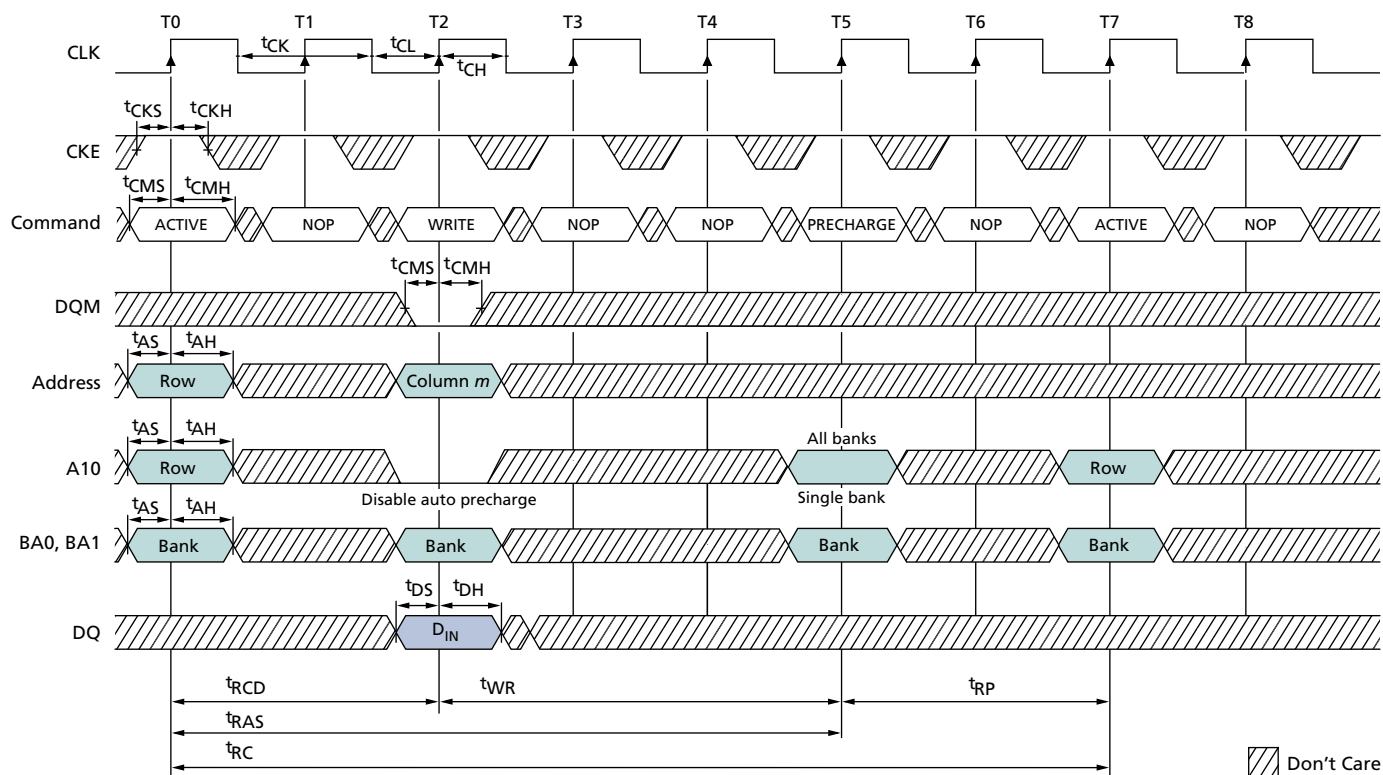 T0 T1 T2 T3 T4 T5 T6 T7 T8
CLK
tCK
tCL
tCH
tCKS tCKH
CKE
tCMS tCMH
Command ACTIVE NOP WRITE NOP NOP PRECHARGE NOP ACTIVE NOP
tCMS tCMH
DQM
tAS tAH
Address Row Column m
tAS tAH
All banks
A10 Row Row
Disable auto precharge Single bank
tAS tAH
BA0, BA1 Bank Bank Bank Bank
tDS tDH
DQ DIN
tRCD tWR tRP
tRAS
tRC
Don't Care